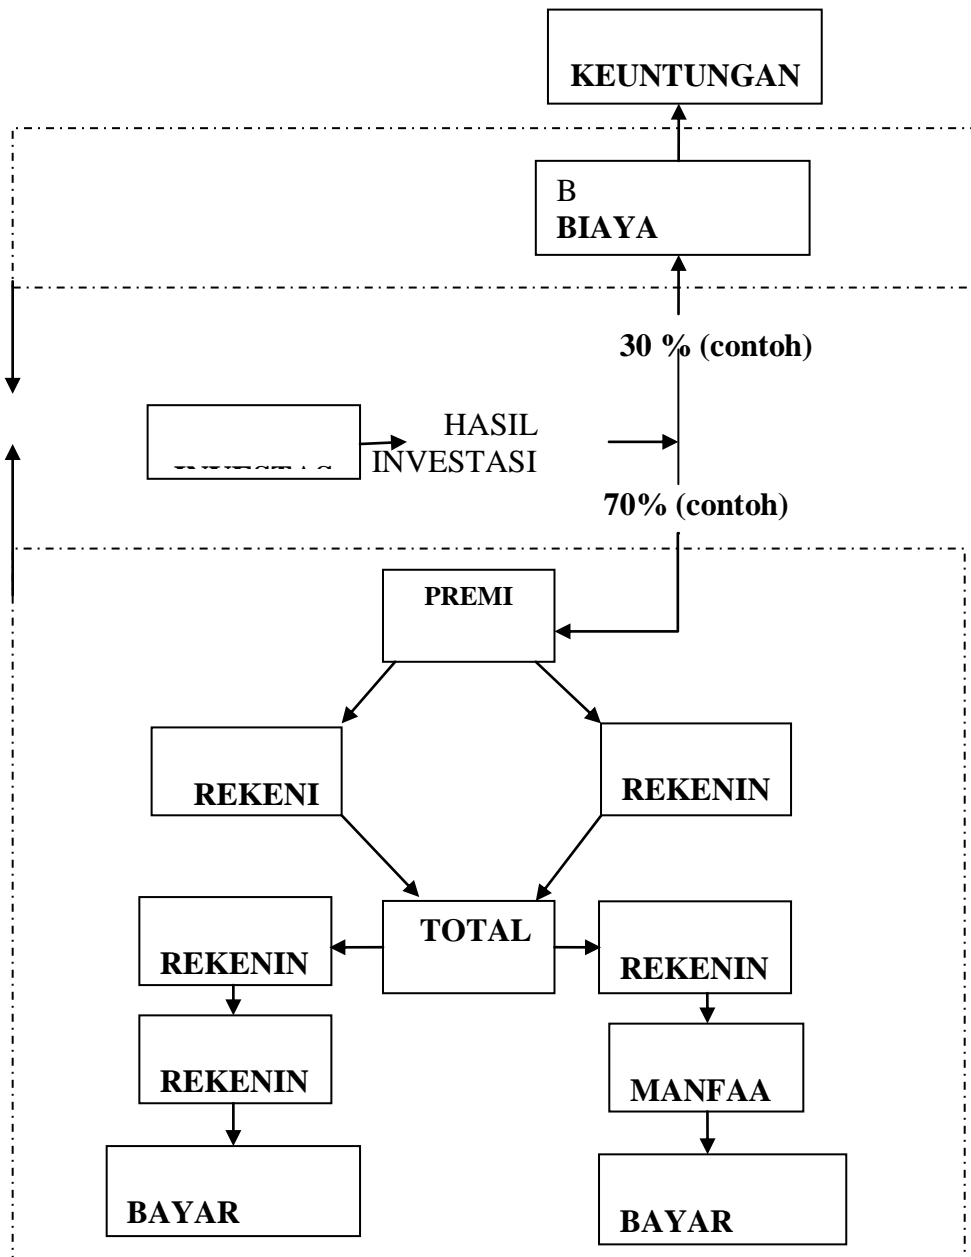 KEUNTUNGAN
B
BIAYA
30 % (contoh)
HASIL
INVESTASI
70% (contoh)
PREMI
REKENI
REKENIN
TOTAL
REKENIN
REKENIN
REKENIN
MANFAA
BAYAR
BAYAR